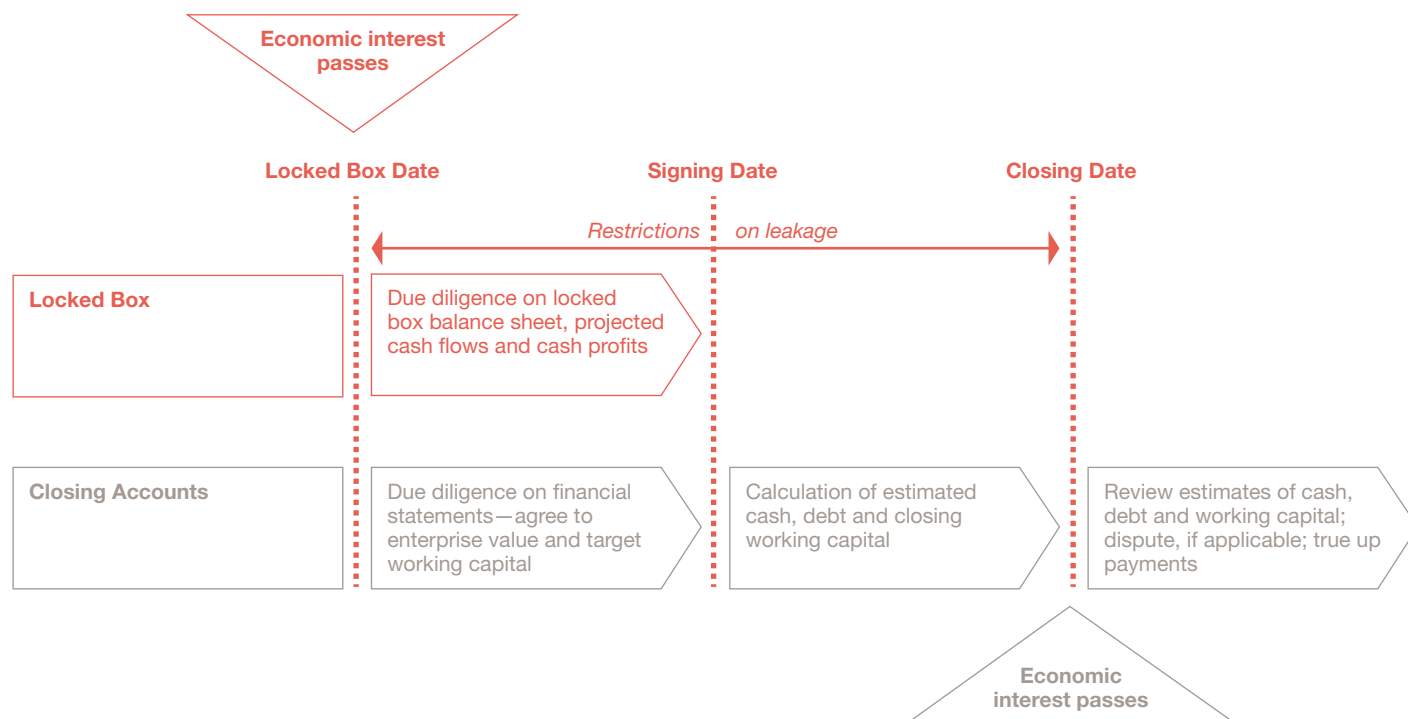 Economic interest
passes
Locked Box Date
Signing Date
Closing Date
Restrictions on leakage
Locked Box
Due diligence on locked
box balance sheet, projected
cash flows and cash profits
Closing Accounts
Due diligence on financial
statements—agree to
enterprise value and target
working capital
Calculation of estimated
cash, debt and closing
working capital
Review estimates of cash,
debt and working capital;
dispute, if applicable; true up
payments
Economic
interest passes